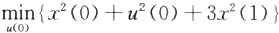 min{x²(0) + u²(0) + 3x²(1)}
u(0)